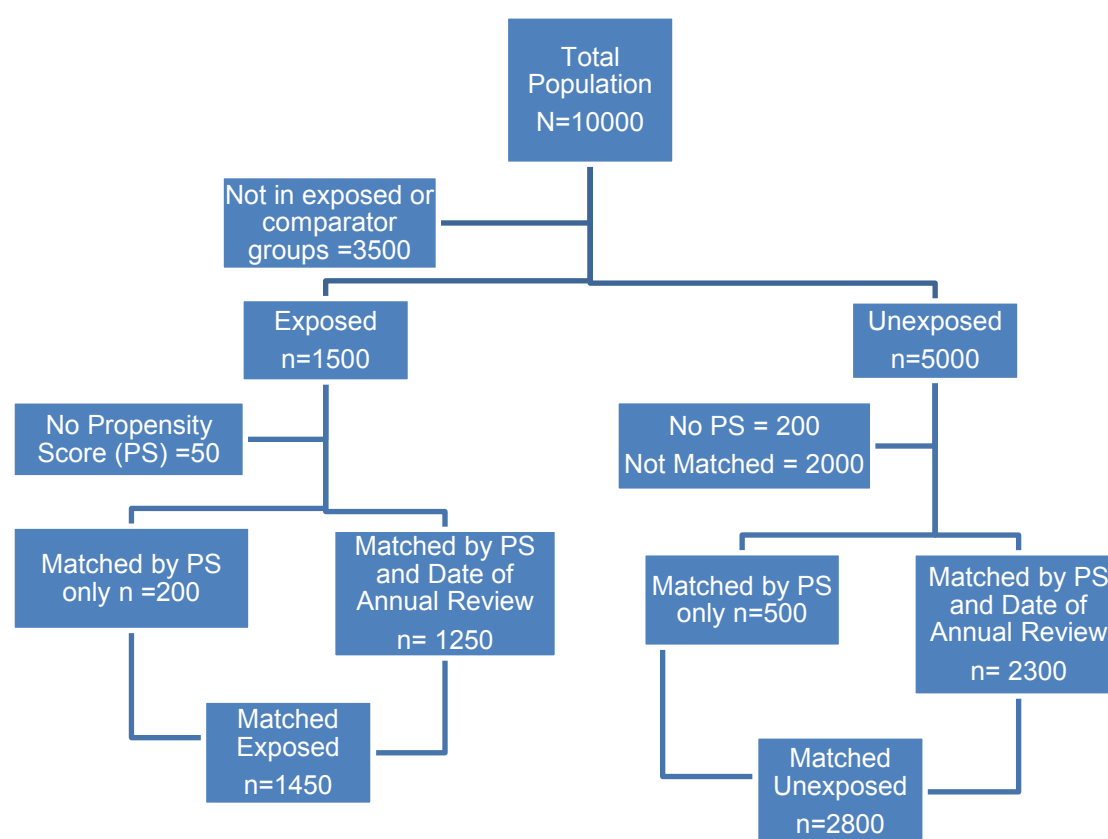 Total
Population
N=10000
Not in exposed or
comparator
groups =3500
Exposed
n=1500
Unexposed
n=5000
No Propensity
Score (PS) =50
No PS = 200
Not Matched = 2000
Matched by PS
only n =200
Matched by PS
and Date of
Annual Review
n= 1250
Matched by PS
only n=500
Matched by PS
and Date of
Annual Review
n= 2300
Matched
Exposed
n=1450
Matched
Unexposed
n=2800